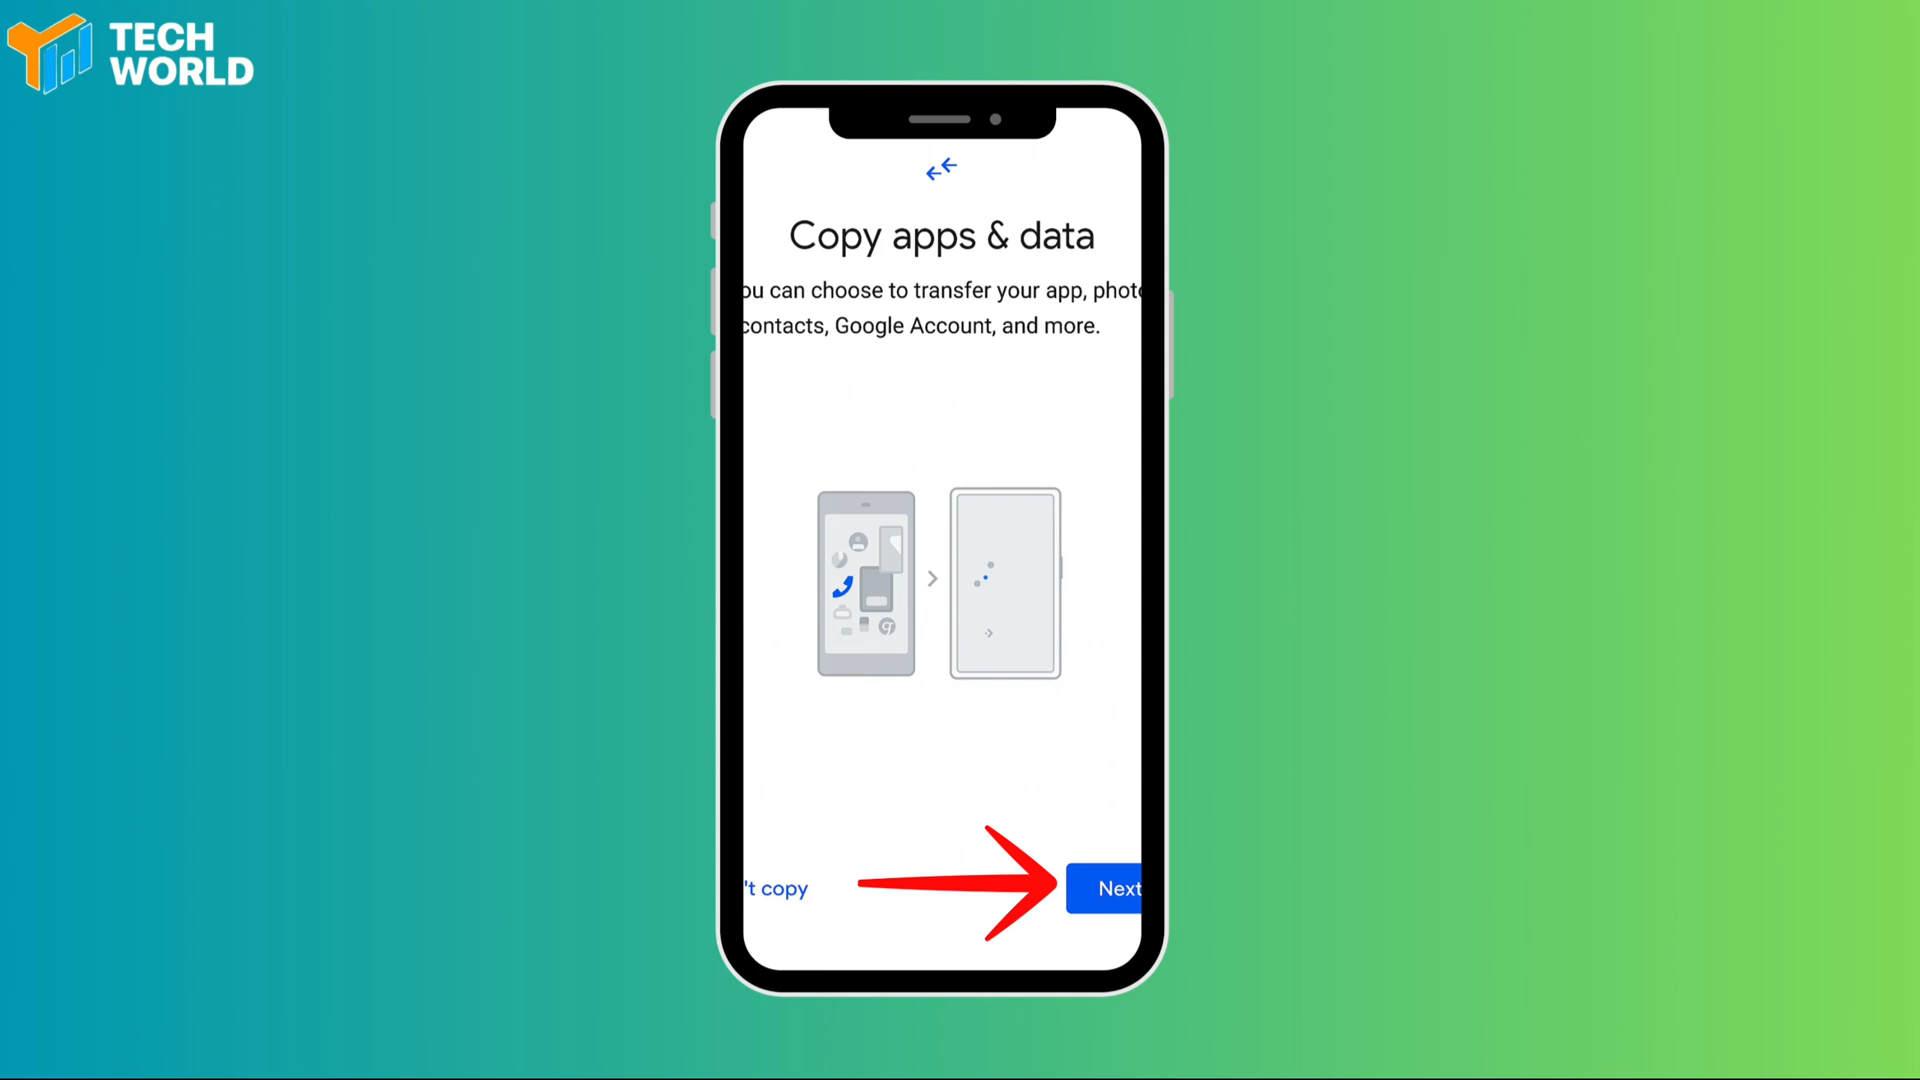 TECH
WORLD
Copy apps & data
ou can choose to transfer your app, phot
contacts, Google Account, and more.
't copy
Next